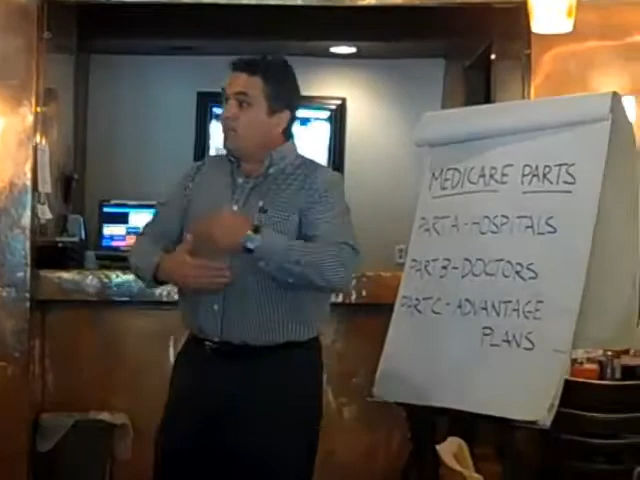 MEDICARE PARTS
PART A - HOSPITALS
PART B - DOCTORS
PART C - ADVANTAGE
PLANS